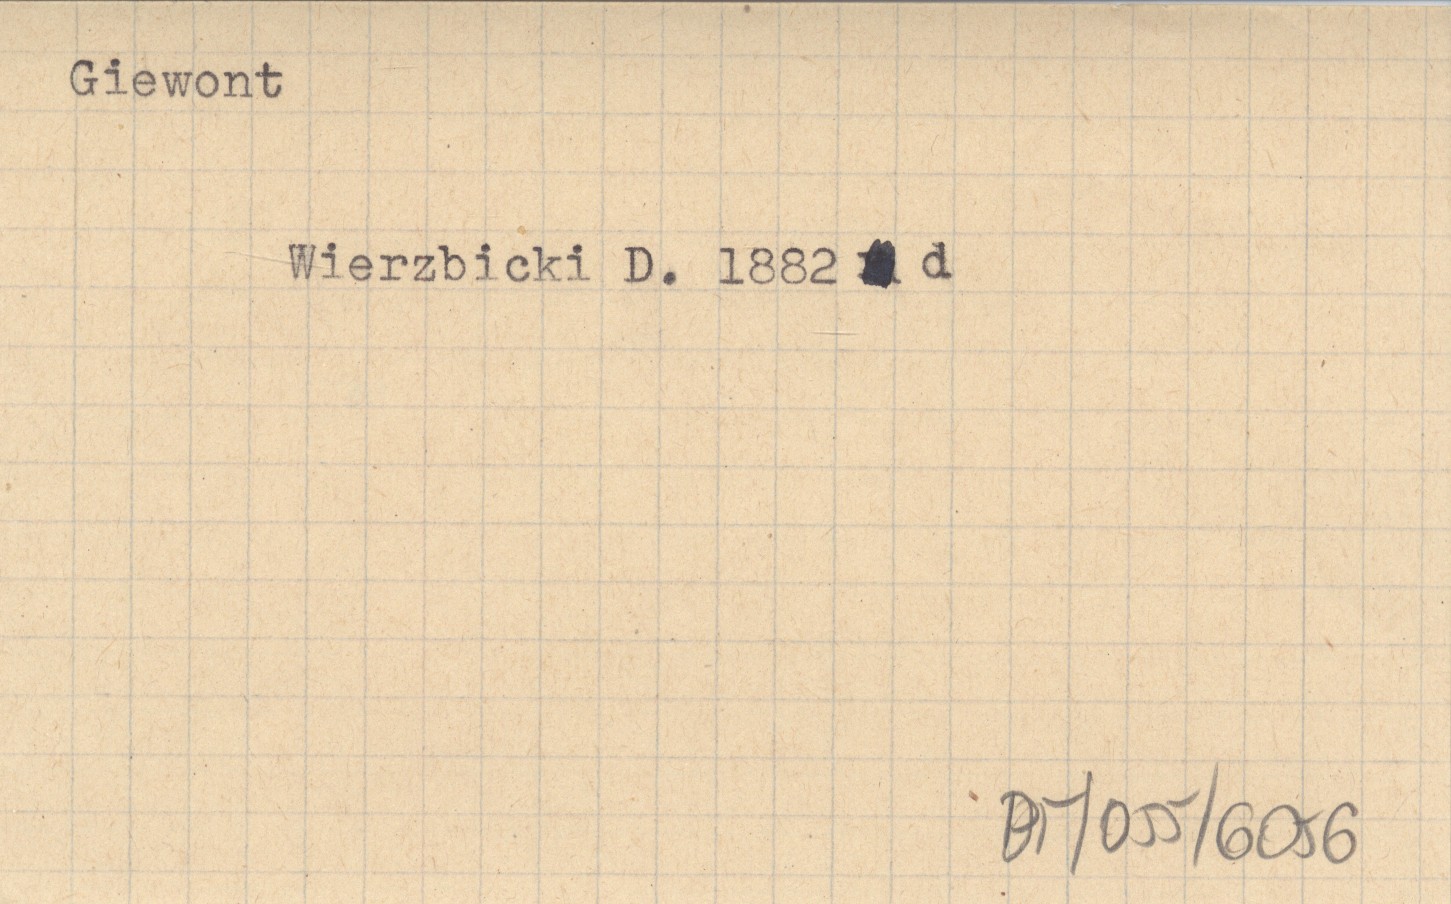 Giewont
Wierzbicki D. 1882 d
BT/055/6056